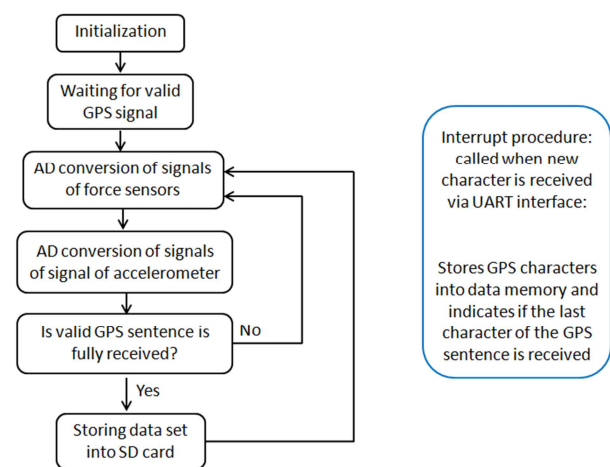 Initialization
Waiting for valid
GPS signal
AD conversion of signals
of force sensors
AD conversion of signals
of signal of accelerometer
Is valid GPS sentence is
fully received?
No
Yes
Storing data set
into SD card
Interrupt procedure:
called when new
character is received
via UART interface:
Stores GPS characters
into data memory and
indicates if the last
character of the GPS
sentence is received